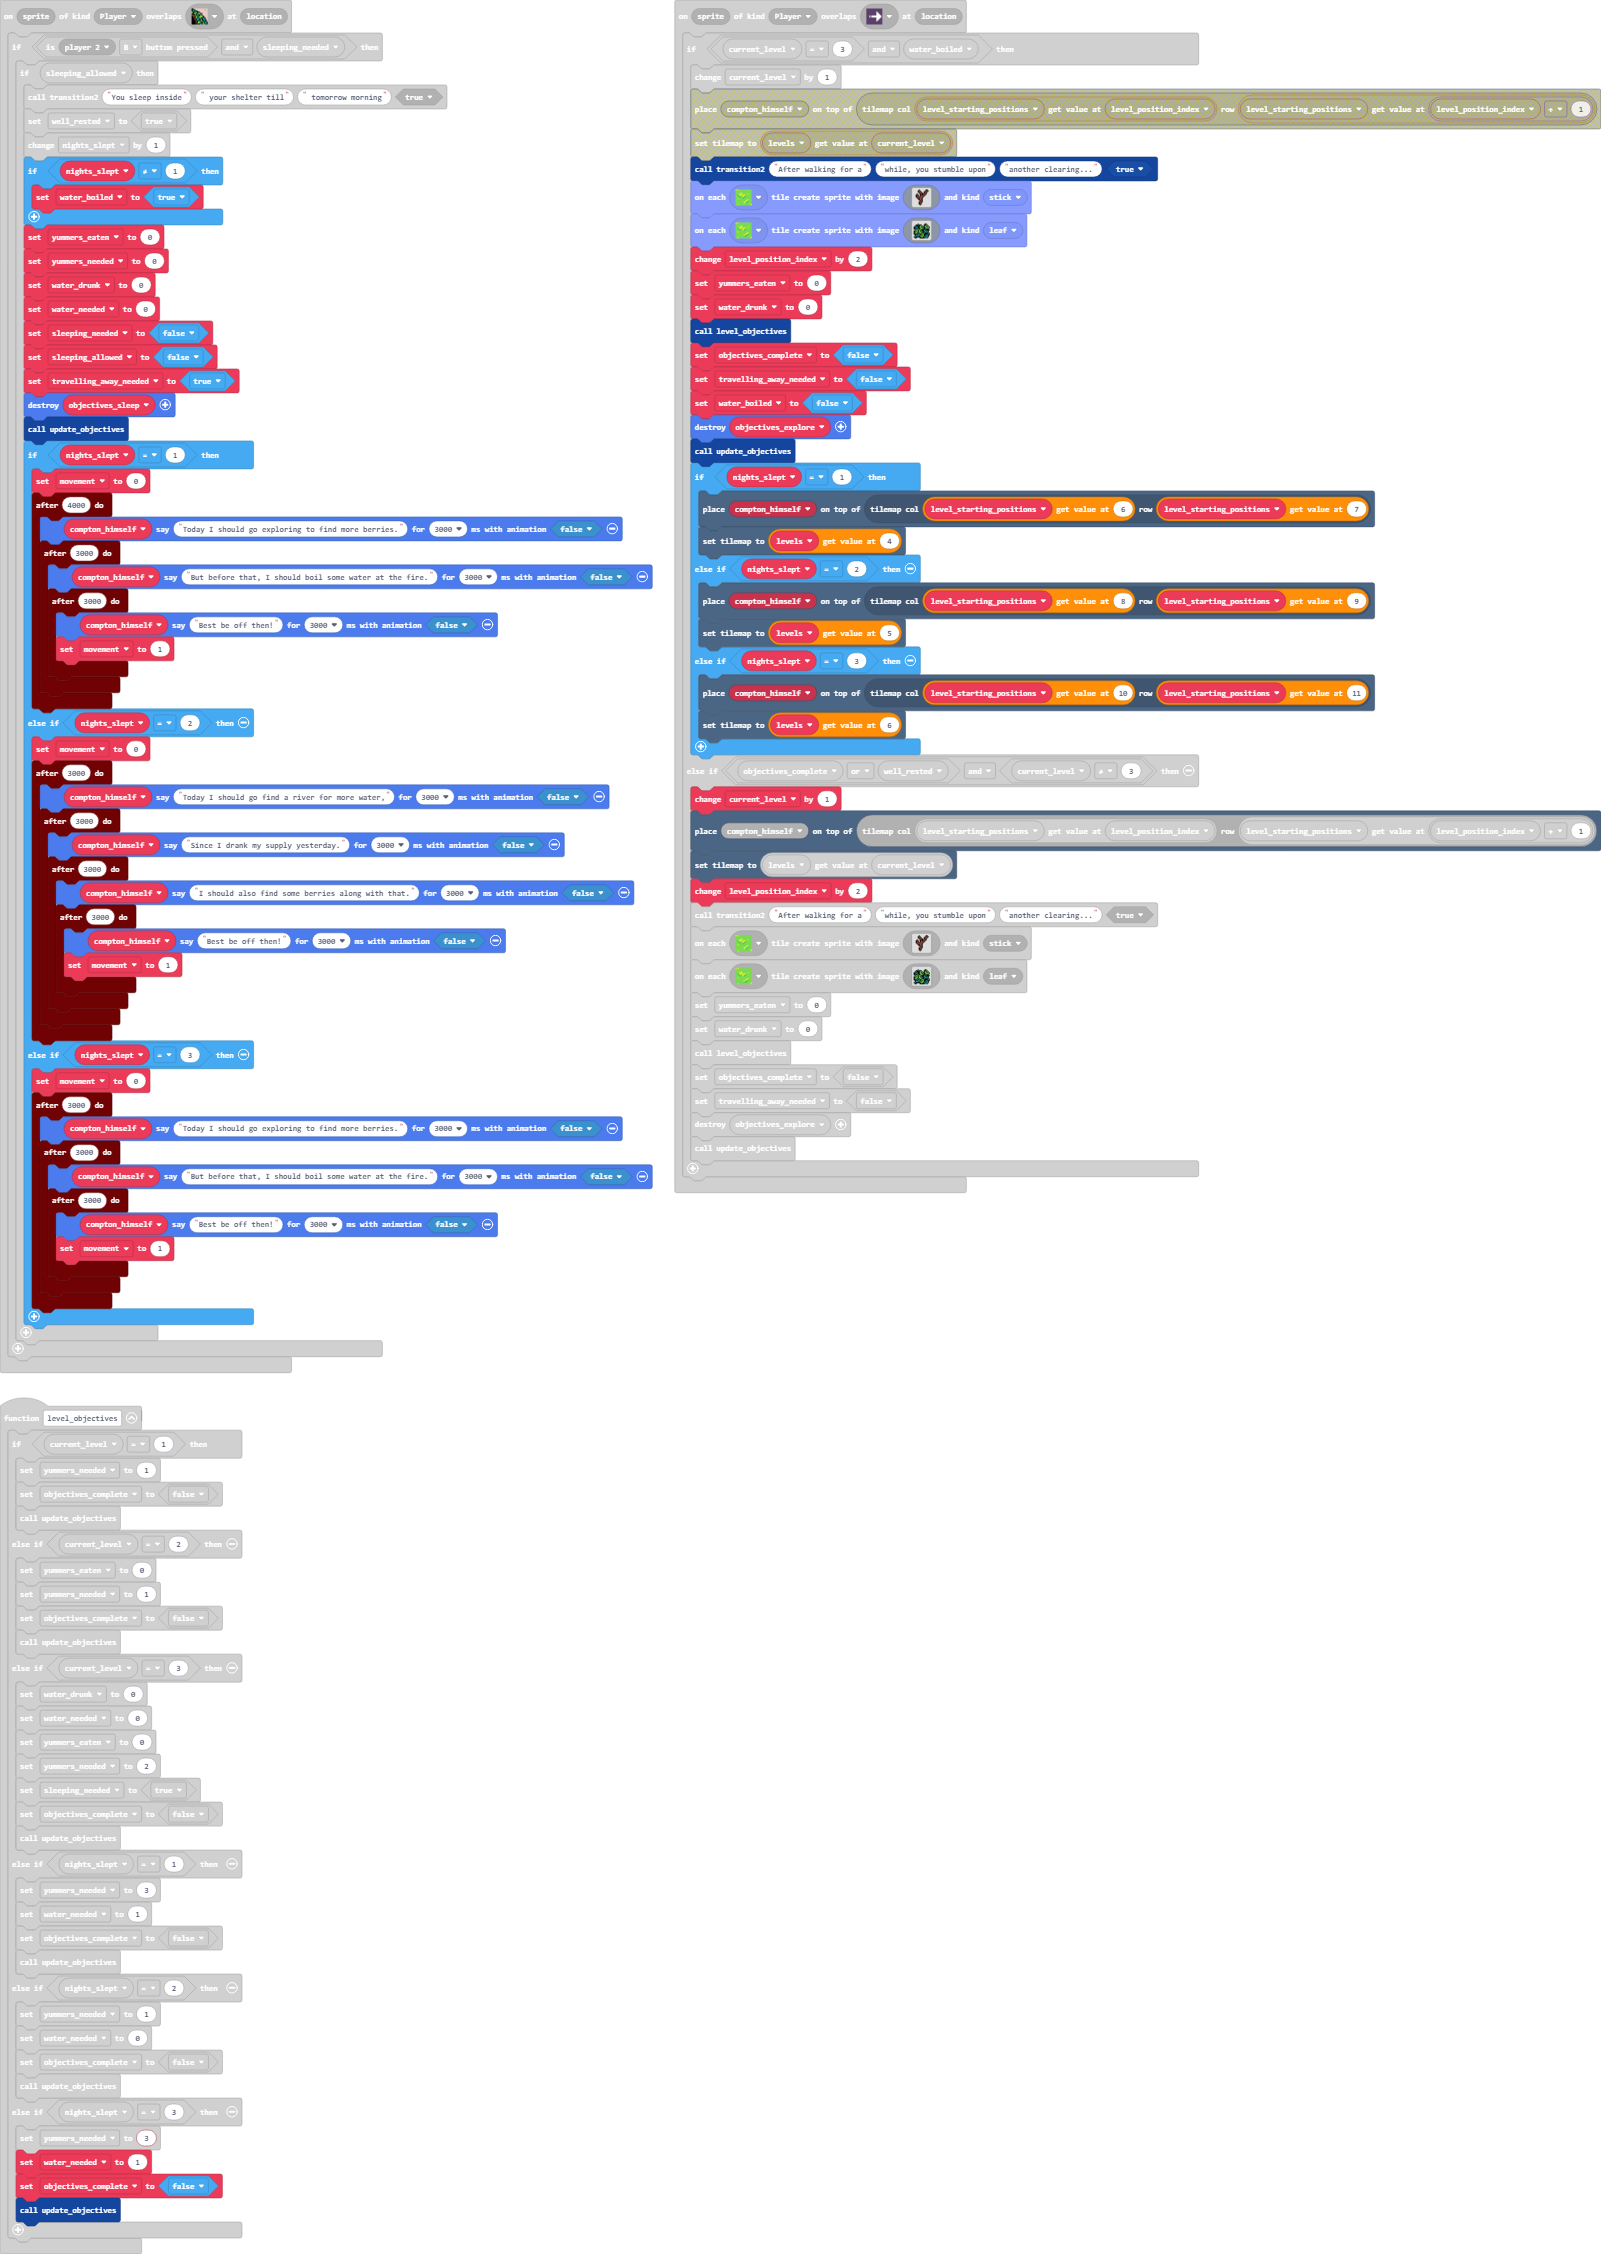 on sprite of kind Player overlaps at location
if is player 2 B button pressed and sleeping_needed then
if sleeping_allowed then
call transition2 "You sleep inside" " your shelter till" " tomorrow morning" true
set well_rested to true
change nights_slept by 1
if nights_slept ≠ 1 then
set water_boiled to true
set yummers_eaten to 0
set yummers_needed to 0
set water_drunk to 0
set water_needed to 0
set sleeping_needed to false
set sleeping_allowed to false
set travelling_away_needed to true
destroy objectives_sleep
call update_objectives
if nights_slept = 1 then
set movement to 0
after 4000 do
compton_himself say "Today I should go exploring to find more berries." for 3000 ms with animation false
after 3000 do
compton_himself say "But before that, I should boil some water at the fire." for 3000 ms with animation false
after 3000 do
compton_himself say "Best be off then!" for 3000 ms with animation false
set movement to 1
else if nights_slept = 2 then
set movement to 0
after 3000 do
compton_himself say "Today I should go find a river for more water," for 3000 ms with animation false
after 3000 do
compton_himself say "Since I drank my supply yesterday." for 3000 ms with animation false
after 3000 do
compton_himself say "I should also find some berries along with that." for 3000 ms with animation false
after 3000 do
compton_himself say "Best be off then!" for 3000 ms with animation false
set movement to 1
else if nights_slept = 3 then
set movement to 0
after 3000 do
compton_himself say "Today I should go exploring to find more berries." for 3000 ms with animation false
after 3000 do
compton_himself say "But before that, I should boil some water at the fire." for 3000 ms with animation false
after 3000 do
compton_himself say "Best be off then!" for 3000 ms with animation false
set movement to 1
on sprite of kind Player overlaps at location
if current_level = 3 and water_boiled then
change current_level by 1
place compton_himself on top of tilemap col level_starting_positions get value at level_position_index row level_starting_positions get value at level_position_index + 1
set tilemap to levels get value at current_level
call transition2 "After walking for a" "while, you stumble upon" "another clearing..." true
on each tile create sprite with image and kind stick
on each tile create sprite with image and kind leaf
change level_position_index by 2
set yummers_eaten to 0
set water_drunk to 0
call level_objectives
set objectives_complete to false
set travelling_away_needed to false
set water_boiled to false
destroy objectives_explore
call update_objectives
if nights_slept = 1 then
place compton_himself on top of tilemap col level_starting_positions get value at 6 row level_starting_positions get value at 7
set tilemap to levels get value at 4
else if nights_slept = 2 then
place compton_himself on top of tilemap col level_starting_positions get value at 8 row level_starting_positions get value at 9
set tilemap to levels get value at 5
else if nights_slept = 3 then
place compton_himself on top of tilemap col level_starting_positions get value at 10 row level_starting_positions get value at 11
set tilemap to levels get value at 6
else if objectives_complete or well_rested and current_level ≠ 3 then
change current_level by 1
place compton_himself on top of tilemap col level_starting_positions get value at level_position_index row level_starting_positions get value at level_position_index + 1
set tilemap to levels get value at current_level
change level_position_index by 2
call transition2 "After walking for a" "while, you stumble upon" "another clearing..." true
on each tile create sprite with image and kind stick
on each tile create sprite with image and kind leaf
set yummers_eaten to 0
set water_drunk to 0
call level_objectives
set objectives_complete to false
set travelling_away_needed to false
destroy objectives_explore
call update_objectives
function level_objectives
if current_level = 1 then
set yummers_needed to 1
set objectives_complete to false
call update_objectives
else if current_level = 2 then
set yummers_eaten to 0
set yummers_needed to 1
set objectives_complete to false
call update_objectives
else if current_level = 3 then
set water_drunk to 0
set water_needed to 0
set yummers_eaten to 0
set yummers_needed to 2
set sleeping_needed to true
set objectives_complete to false
call update_objectives
else if nights_slept = 1 then
set yummers_needed to 3
set water_needed to 1
set objectives_complete to false
call update_objectives
else if nights_slept = 2 then
set yummers_needed to 1
set water_needed to 0
set objectives_complete to false
call update_objectives
else if nights_slept = 3 then
set yummers_needed to 3
set water_needed to 1
set objectives_complete to false
call update_objectives